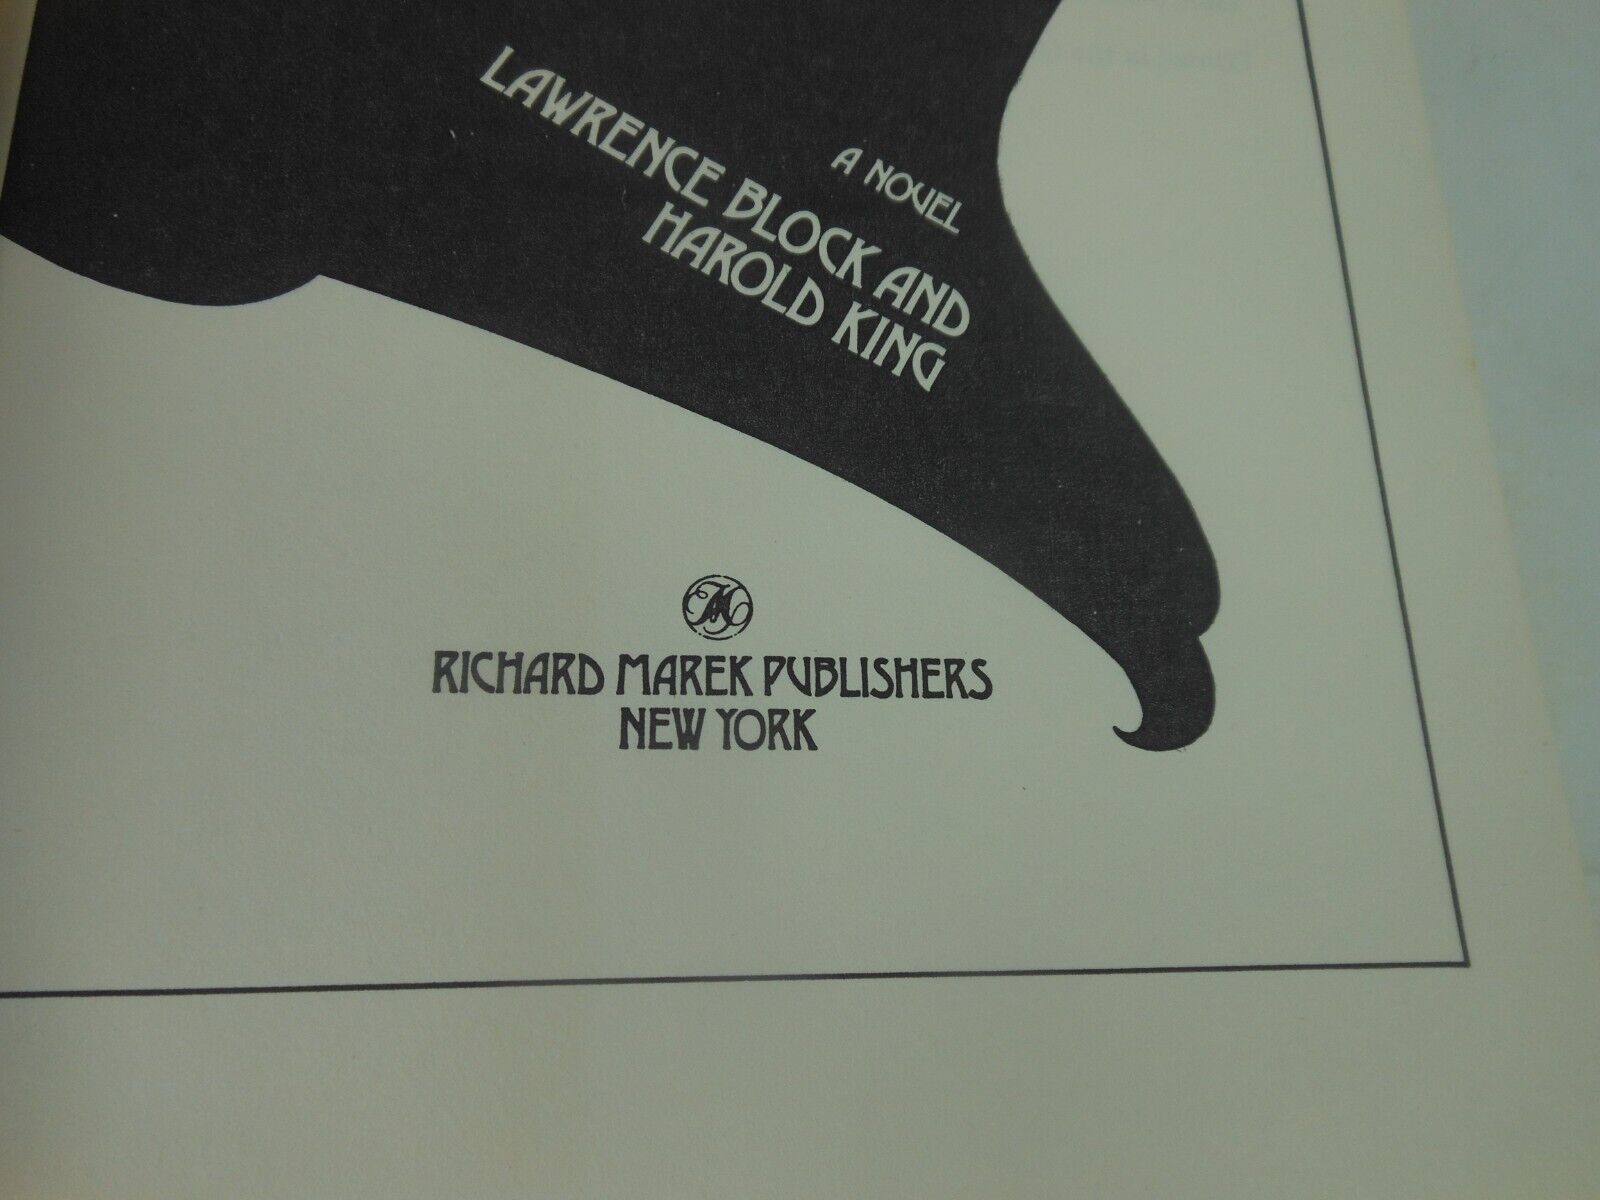 A NOVEL
LAWRENCE BLOCK AND
HAROLD KING
RICHARD MAREK PUBLISHERS
NEW YORK